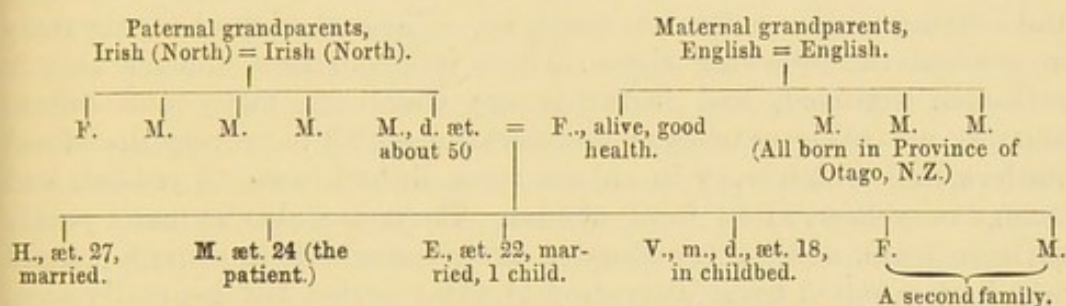 Paternal grandparents,
Irish (North) = Irish (North).
Maternal grandparents,
English = English.
F. M. M. M. M., d. æt. = F.., alive, good M. M. M.
about 50 health. (All born in Province of
Otago, N.Z.)
H., æt. 27, M. æt. 24 (the E., æt. 22, mar- V., m., d., æt. 18, F. M.
married. patient.) ried, 1 child. in childbed.
A second family.